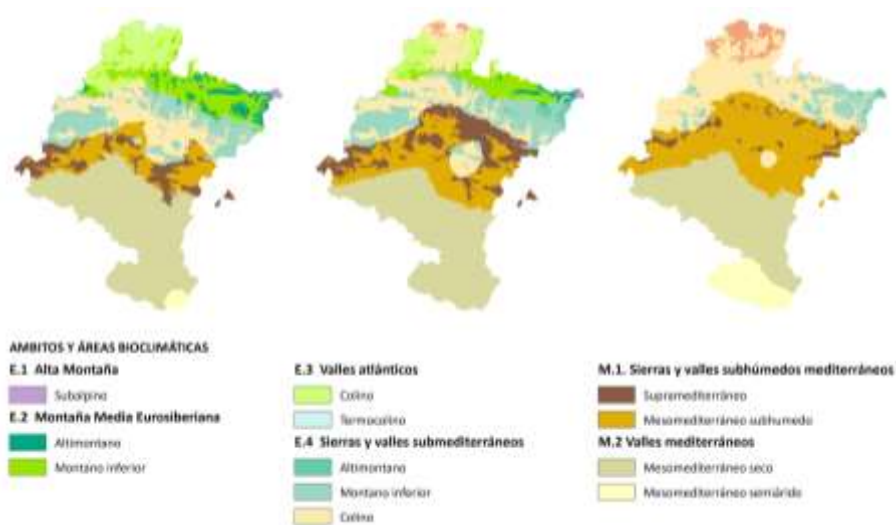 AMBITOS Y ÁREAS BIOCLIMÁTICAS
E.1 Alta Montaña
Subalpino
E.2 Montaña Media Eurosiberiana
Altimontano
Montano inferior
E.3 Valles atlánticos
Colino
Termocolino
E.4 Sierras y valles submediterráneos
Altimontano
Montano inferior
Colino
M.1. Sierras y valles subhúmedos mediterráneos
Supramediterráneo
Mesomediterráneo subhumedo
M.2 Valles mediterráneos
Mesomediterráneo seco
Mesomediterráneo semiárido